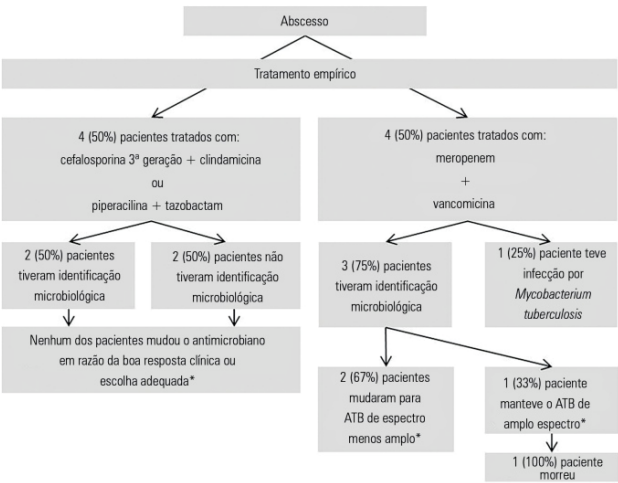 Abscesso
Tratamento empírico
4 (50%) pacientes tratados com:
cefalosporina 3ª geração + clindamicina
ou
piperacilina + tazobactam
4 (50%) pacientes tratados com:
meropenem
+
vancomicina
2 (50%) pacientes
tiveram identificação
microbiológica
2 (50%) pacientes não
tiveram identificação
microbiológica
3 (75%) pacientes
tiveram identificação
microbiológica
1 (25%) paciente teve
infecção por
Mycobacterium
tuberculosis
Nenhum dos pacientes mudou o antimicrobiano
em razão da boa resposta clínica ou
escolha adequada*
2 (67%) pacientes
mudaram para
ATB de espectro
menos amplo*
1 (33%) paciente
manteve o ATB de
amplo espectro*
1 (100%) paciente
morreu